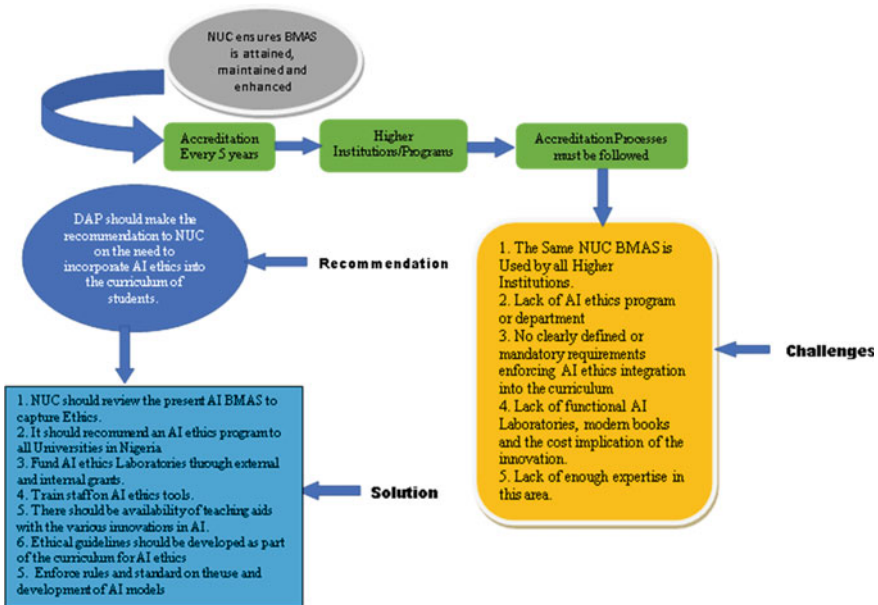 NUC ensures BMAS
is attained,
maintained and
enhanced
Accreditation
Every 5 years
Higher
Institutions/Programs
Accreditation Processes
must be followed
DAP should make the
recommendation to NUC
on the need to
incorporate AI ethics into
the curriculum of
students.
Recommendation
1. The Same NUC BMAS is
Used by all Higher
Institutions.
2. Lack of AI ethics program
or department
3. No clearly defined or
mandatory requirements
enforcing AI ethics integration
into the curriculum
4. Lack of functional AI
Laboratories, modern books
and the cost implication of the
innovation.
5. Lack of enough expertise in
this area.
Challenges
1. NUC should review the present AI BMAS to
capture Ethics.
2. It should recommend an AI ethics program to
all Universities in Nigeria
3. Fund AI ethics Laboratories through external
and internal grants.
4. Train staff on AI ethics tools.
5. There should be availability of teaching aids
with the various innovations in AI.
6. Ethical guidelines should be developed as part
of the curriculum for AI ethics
5. Enforce rules and standard on theuse and
development of AI models
Solution